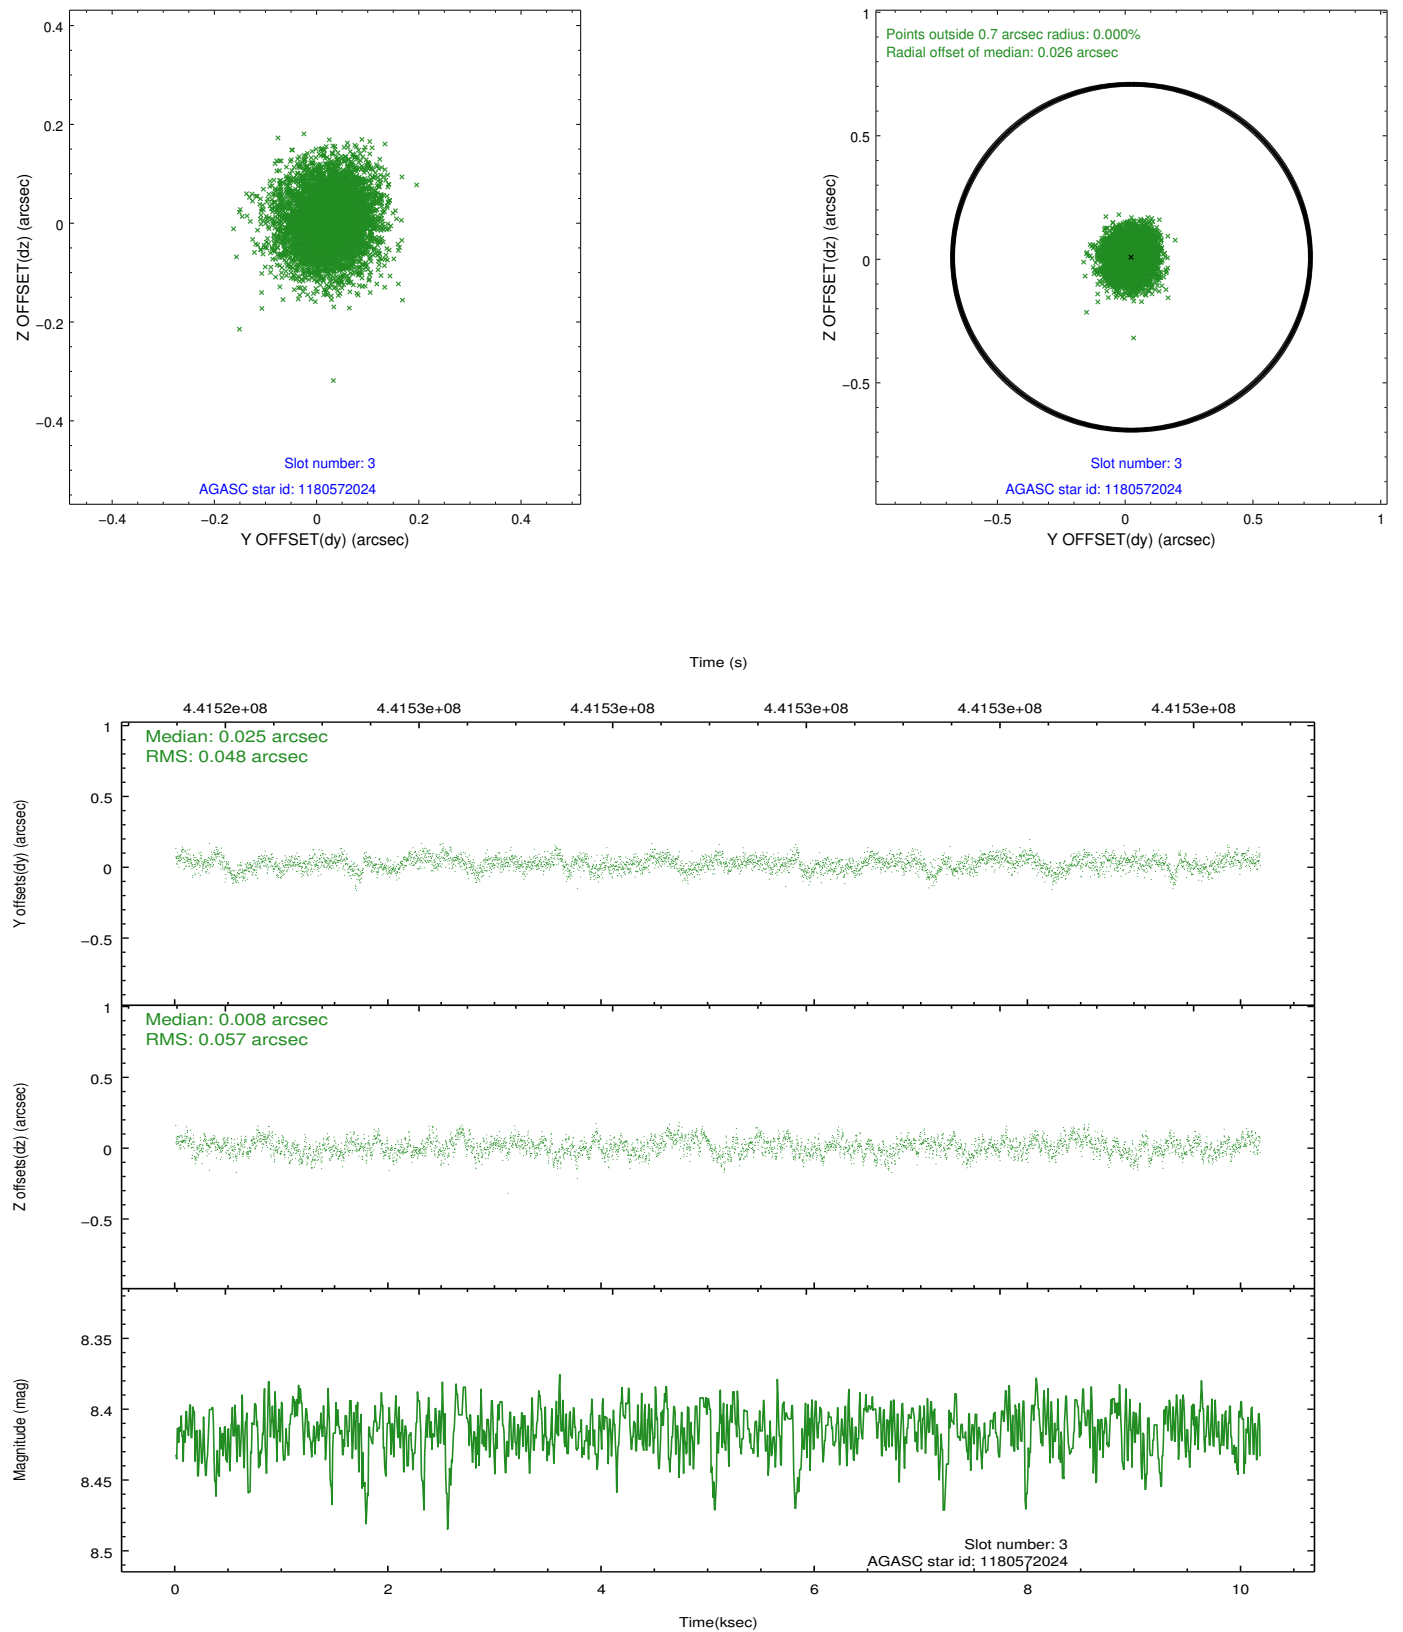 0.4
0.2
0
−0.2
−0.4
Z OFFSET(dz) (arcsec)
Slot number: 3
AGASC star id: 1180572024
−0.4 −0.2 0 0.2 0.4
Y OFFSET(dy) (arcsec)
1
0.5
0
−0.5
Z OFFSET(dz) (arcsec)
Points outside 0.7 arcsec radius: 0.000%
Radial offset of median: 0.026 arcsec
Slot number: 3
AGASC star id: 1180572024
−0.5 0 0.5 1
Y OFFSET(dy) (arcsec)
Time (s)
4.4152e+08 4.4153e+08 4.4153e+08 4.4153e+08 4.4153e+08 4.4153e+08
1
0.5
0
−0.5
Y offsets(dy) (arcsec)
Median: 0.025 arcsec
RMS: 0.048 arcsec
1
0.5
0
−0.5
Z offsets(dz) (arcsec)
Median: 0.008 arcsec
RMS: 0.057 arcsec
8.35
8.4
8.45
8.5
Magnitude (mag)
Slot number: 3
AGASC star id: 1180572024
0 2 4 6 8 10
Time(ksec)